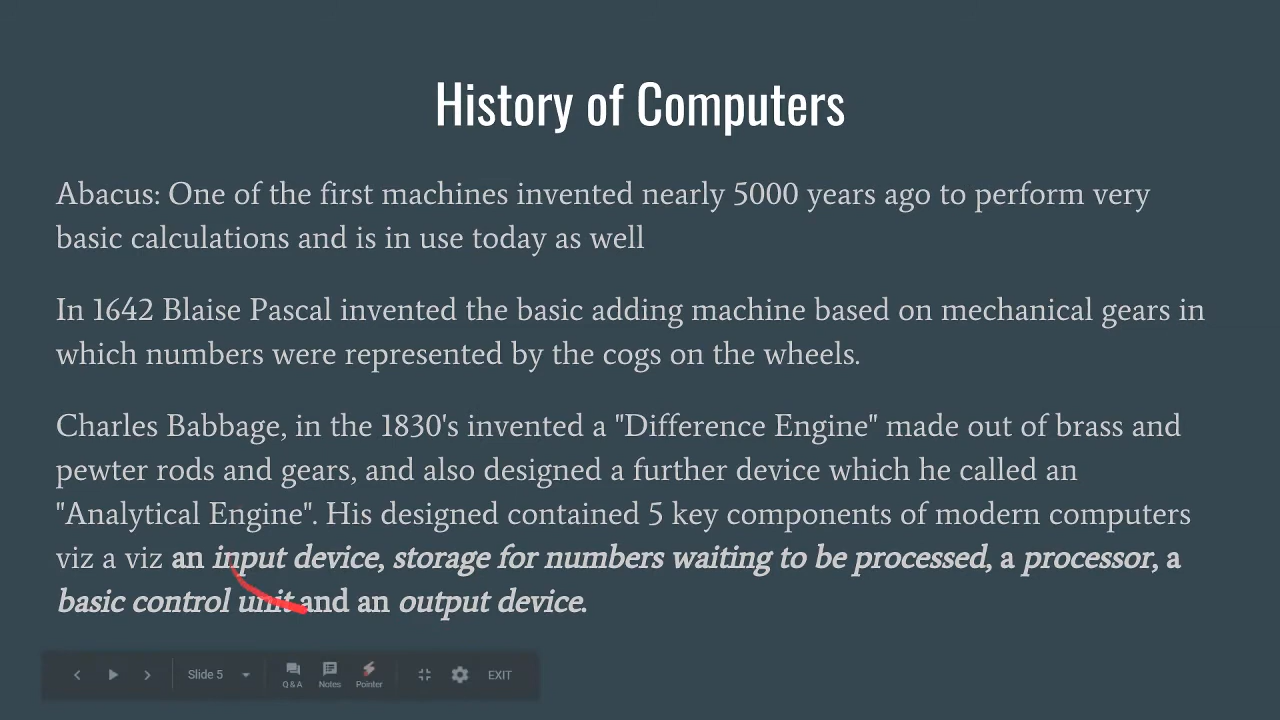 History of Computers
Abacus: One of the first machines invented nearly 5000 years ago to perform very
basic calculations and is in use today as well
In 1642 Blaise Pascal invented the basic adding machine based on mechanical gears in
which numbers were represented by the cogs on the wheels.
Charles Babbage, in the 1830's invented a "Difference Engine" made out of brass and
pewter rods and gears, and also designed a further device which he called an
"Analytical Engine". His designed contained 5 key components of modern computers
viz a viz an input device, storage for numbers waiting to be processed, a processor, a
basic control unit and an output device.
Slide 5 Q & A Notes Pointer EXIT